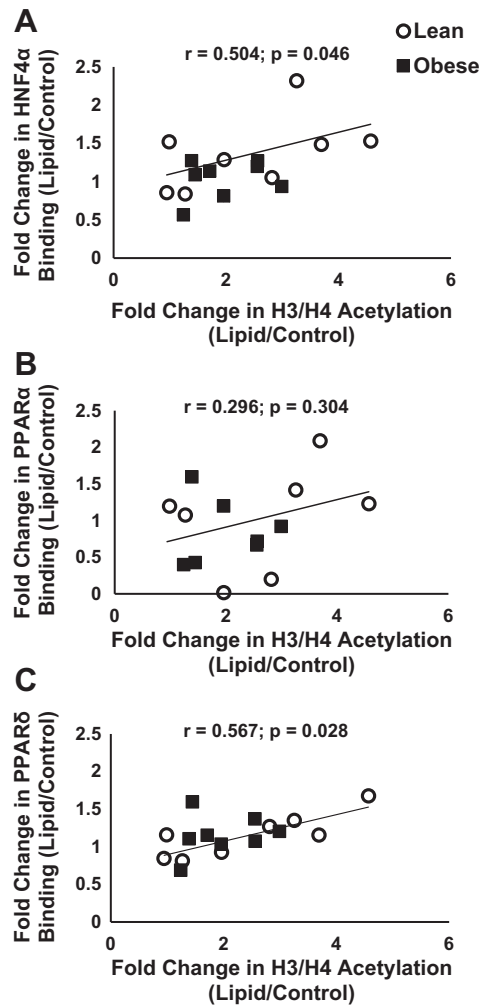 A
Lean
Obese
r = 0.504; p = 0.046
Fold Change in HNF4α
Binding (Lipid/Control)
2.5
2
1.5
1
0.5
0
0 2 4 6
Fold Change in H3/H4 Acetylation
(Lipid/Control)
B
r = 0.296; p = 0.304
Fold Change in PPARα
Binding (Lipid/Control)
2.5
2
1.5
1
0.5
0
0 2 4 6
Fold Change in H3/H4 Acetylation
(Lipid/Control)
C
r = 0.567; p = 0.028
Fold Change in PPARδ
Binding (Lipid/Control)
2.5
2
1.5
1
0.5
0
0 2 4 6
Fold Change in H3/H4 Acetylation
(Lipid/Control)